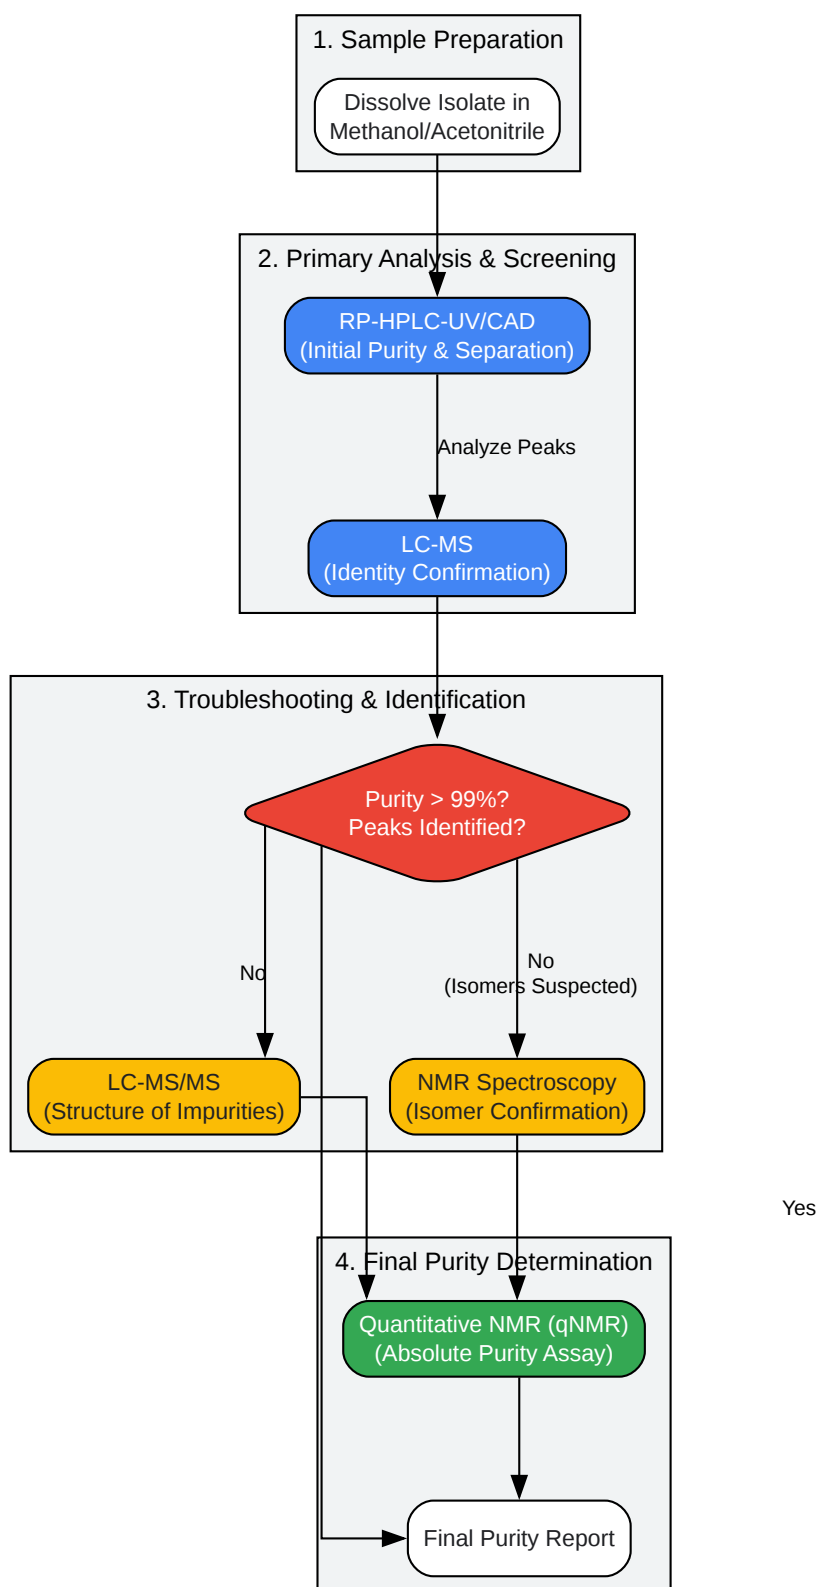 1. Sample Preparation
Dissolve Isolate in
Methanol/Acetonitrile
2. Primary Analysis & Screening
RP-HPLC-UV/CAD
(Initial Purity & Separation)
Analyze Peaks
LC-MS
(Identity Confirmation)
3. Troubleshooting & Identification
Purity > 99%?
Peaks Identified?
No
No
(Isomers Suspected)
LC-MS/MS
(Structure of Impurities)
NMR Spectroscopy
(Isomer Confirmation)
Yes
4. Final Purity Determination
Quantitative NMR (qNMR)
(Absolute Purity Assay)
Final Purity Report